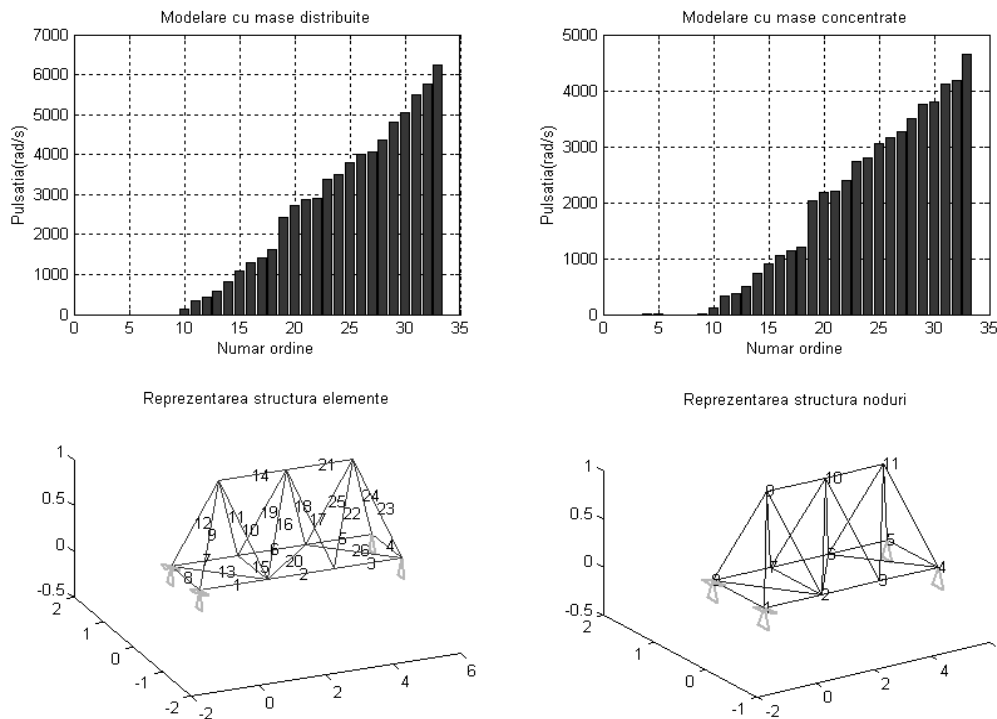 Modelare cu mase distribuite
7000
6000
5000
4000
3000
2000
1000
0
Pulsatia(rad/s)
0 5 10 15 20 25 30 35
Numar ordine
Modelare cu mase concentrate
5000
4000
3000
2000
1000
0
Pulsatia(rad/s)
0 5 10 15 20 25 30 35
Numar ordine
Reprezentarea structura elemente
1
0.5
0
-0.5
2
1
0
-1
-2
-2 0 2 4 6
14 21
12 11 19 18 25 24
9 10 16 17 22 23
7 6 5 4
8 13 15 20 26
1 2 3
Reprezentarea structura noduri
1
0.5
0
-0.5
2
1
0
-1
-2 0 2 4
9 10 11
7 6 5
4
1 2 3